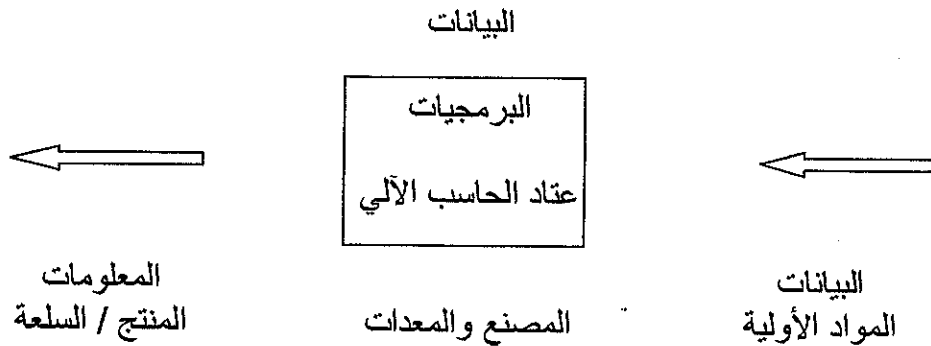 البيانات
البرمجيات
عتاد الحاسب الآلي
البيانات
المواد الأولية
المصنع والمعدات
المعلومات
المنتج / السلعة